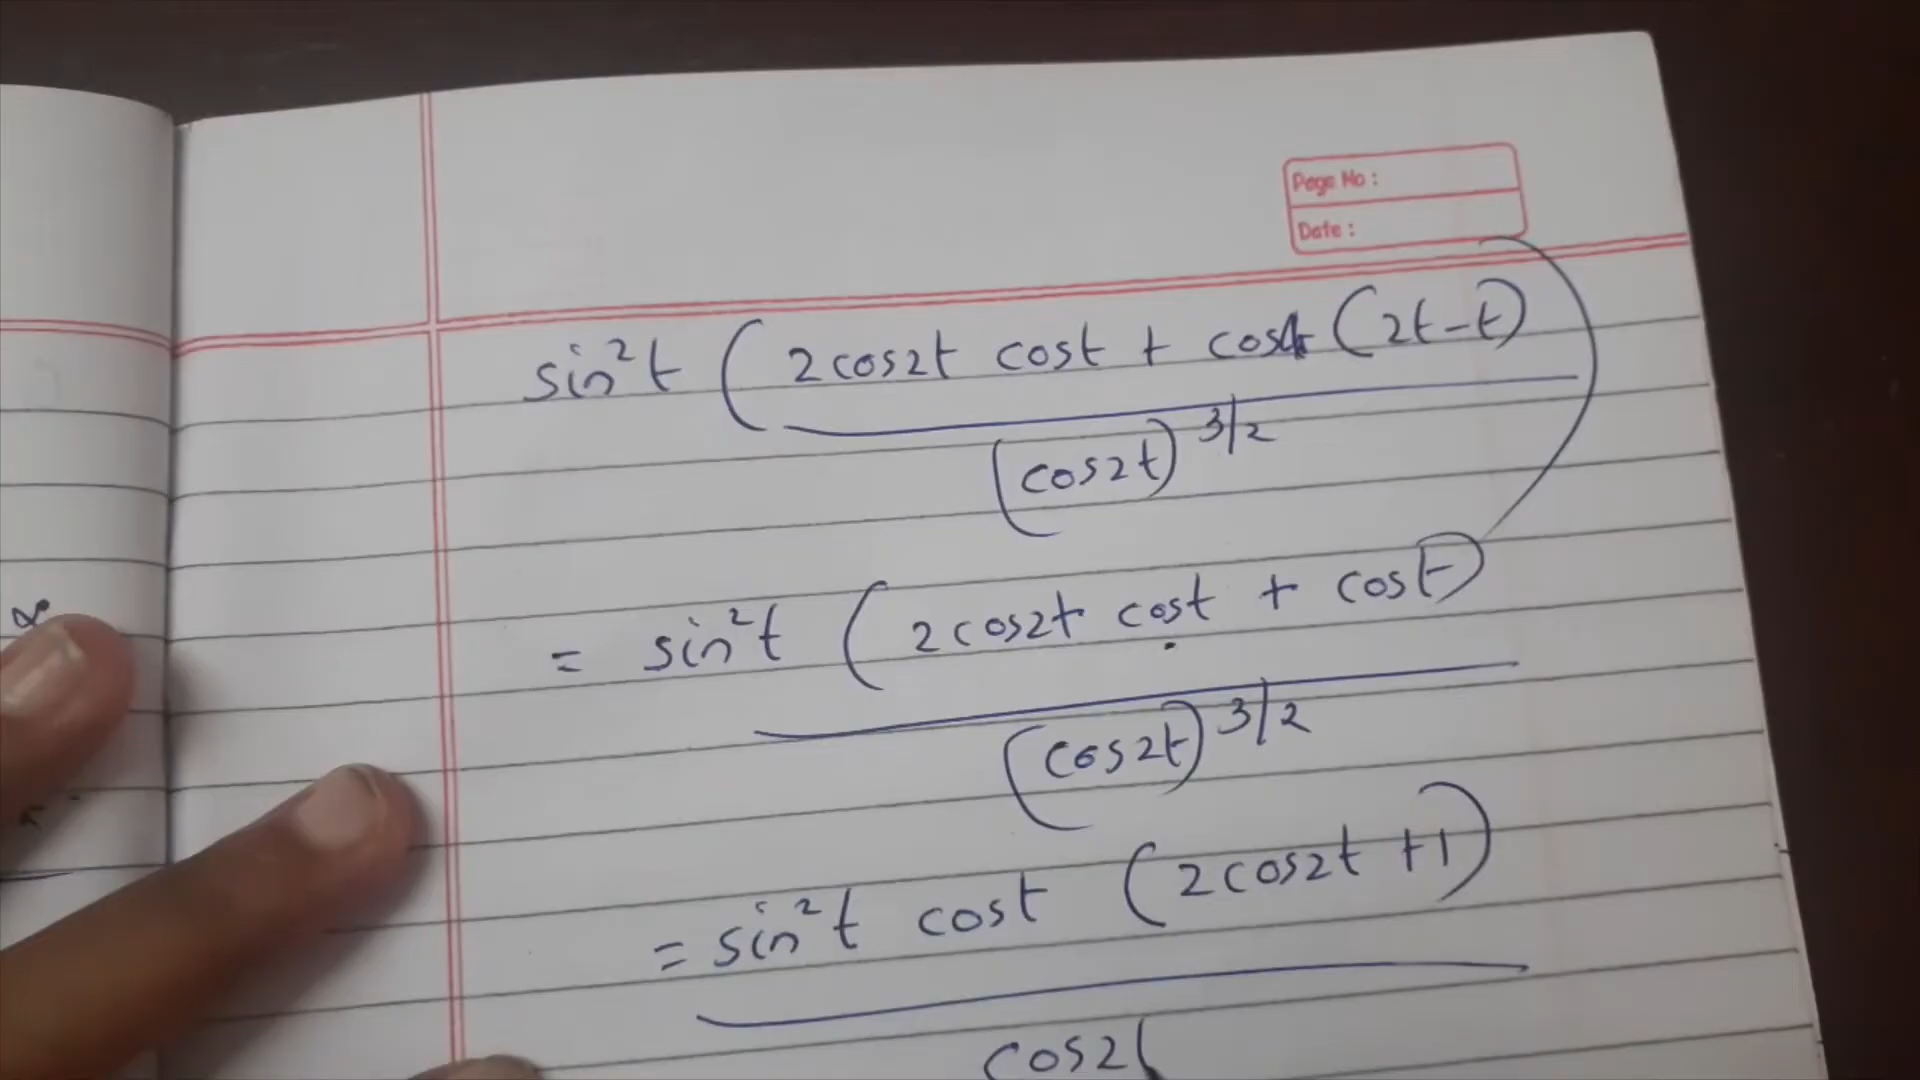 Page No :
Date :
sin²t ( 2cos2t cost + cos (2t-t) )
(cos2t)^3/2
= sin²t ( 2cos2t cost + cost )
(cos2t)^3/2
= sin²t cost (2cos2t +1)
cos2